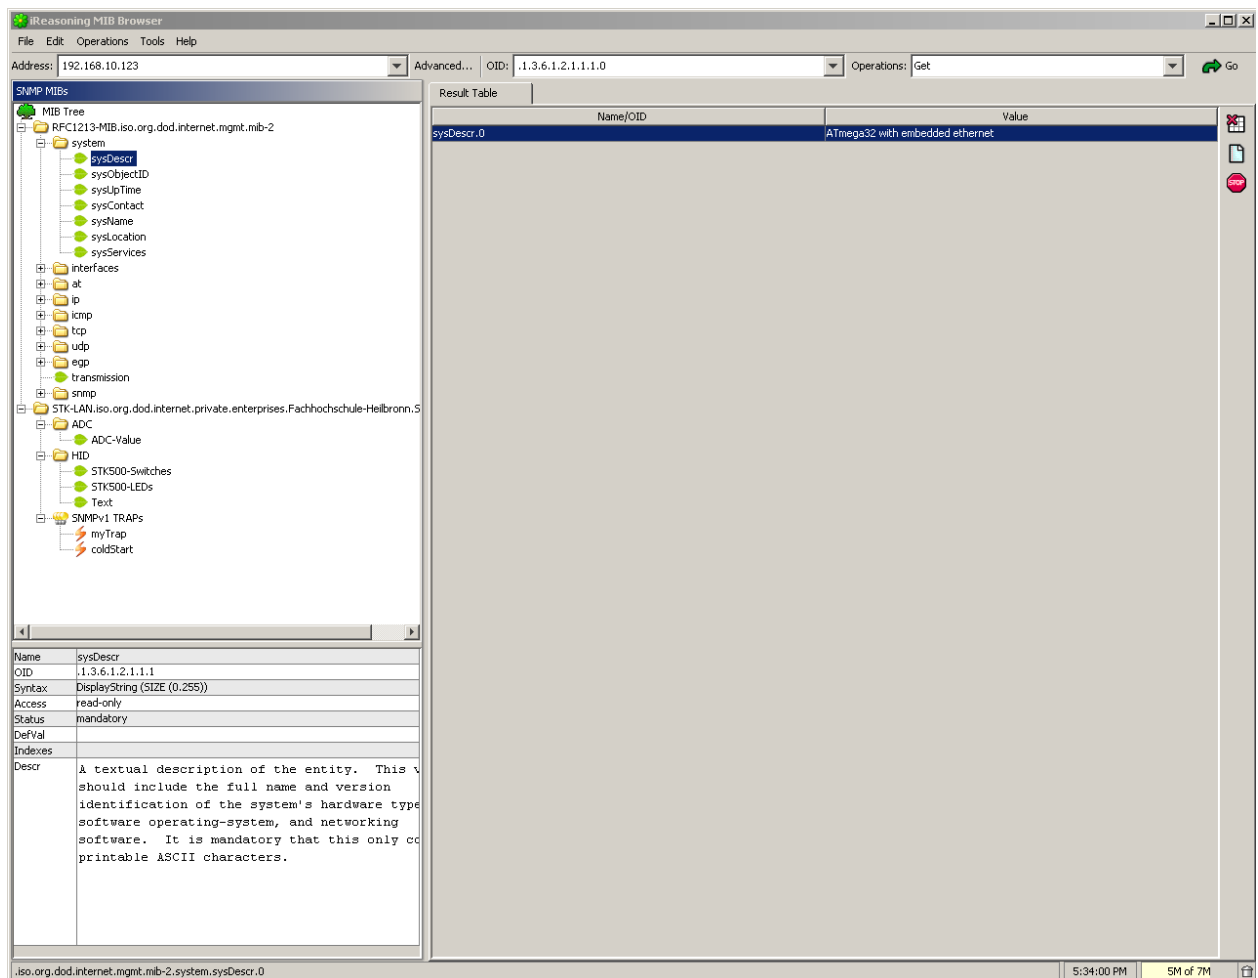 iReasoning MIB Browser
File Edit Operations Tools Help
Address: 192.168.10.123 Advanced... OID: .1.3.6.1.2.1.1.1.0 Operations: Get Go
SNMP MIBs
MIB Tree
RFC1213-MIB.iso.org.dod.internet.mgmt.mib-2
system
sysDescr
sysObjectID
sysUpTime
sysContact
sysName
sysLocation
sysServices
interfaces
at
ip
icmp
tcp
udp
egp
transmission
snmp
STK-LAN.iso.org.dod.internet.private.enterprises.Fachhochschule-Heilbronn.S
ADC
ADC-Value
HID
STK500-Switches
STK500-LEDs
Text
SNMPv1 TRAPs
myTrap
coldStart
Name sysDescr
OID .1.3.6.1.2.1.1.1
Syntax DisplayString (SIZE (0.255))
Access read-only
Status mandatory
DefVal
Indexes
Descr A textual description of the entity. This v
should include the full name and version
identification of the system's hardware type
software operating-system, and networking
software. It is mandatory that this only co
printable ASCII characters.
Result Table
Name/OID Value
sysDescr.0 ATmega32 with embedded ethernet
STOP
.iso.org.dod.internet.mgmt.mib-2.system.sysDescr.0 5:34:00 PM 5M of 7M